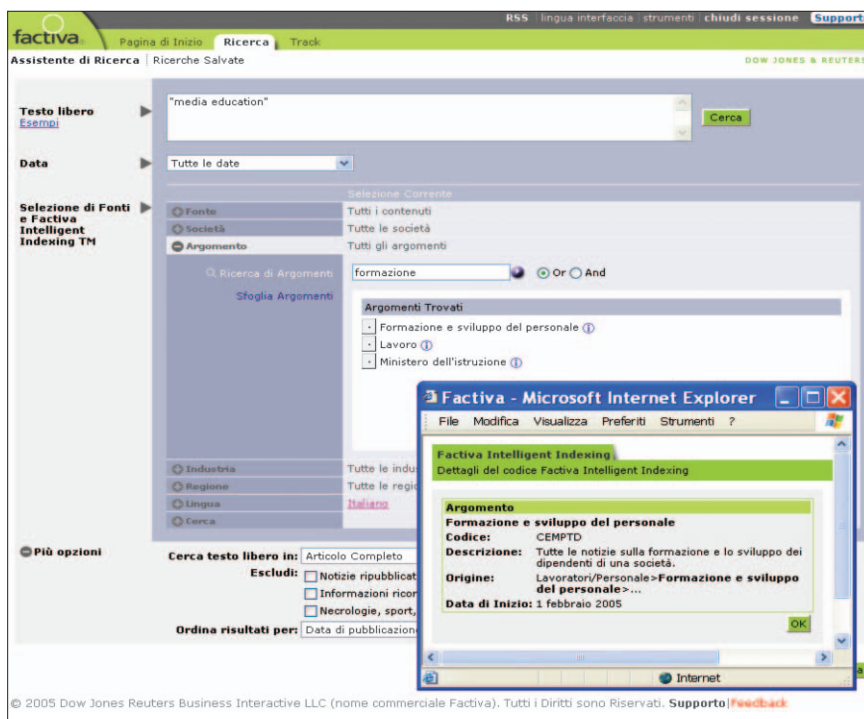 RSS | lingua interfaccia | strumenti | chiudi sessione Supporto
factiva Pagina di Inizio Ricerca Track
Assistente di Ricerca | Ricerche Salvate DOW JONES & REUTERS
Testo libero "media education" Cerca
Esempi
Data Tutte le date
Selezione Corrente
Selezione di Fonti e Factiva Intelligent Indexing TM
Fonte Tutti i contenuti
Società Tutte le società
Argomento Tutti gli argomenti
Ricerca di Argomenti formazione Or And
Sfoglia Argomenti
Argomenti Trovati
Formazione e sviluppo del personale
Lavoro
Ministero dell'istruzione
Industria Tutte le indus
Regione Tutte le regio
Lingua Italiano
Cerca
Più opzioni
Cerca testo libero in: Articolo Completo
Escludi: Notizie ripubblicat
Informazioni ricor
Necrologie, sport,
Ordina risultati per: Data di pubblicazione
Factiva - Microsoft Internet Explorer
File Modifica Visualizza Preferiti Strumenti ?
Factiva Intelligent Indexing
Dettagli del codice Factiva Intelligent Indexing
Argomento
Formazione e sviluppo del personale
Codice: CEMPTD
Descrizione: Tutte le notizie sulla formazione e lo sviluppo dei
dipendenti di una società.
Origine: Lavoratori/Personale>Formazione e sviluppo
del personale>...
Data di Inizio: 1 febbraio 2005
OK
Internet
© 2005 Dow Jones Reuters Business Interactive LLC (nome commerciale Factiva). Tutti i Diritti sono Riservati. Supporto|Feedback